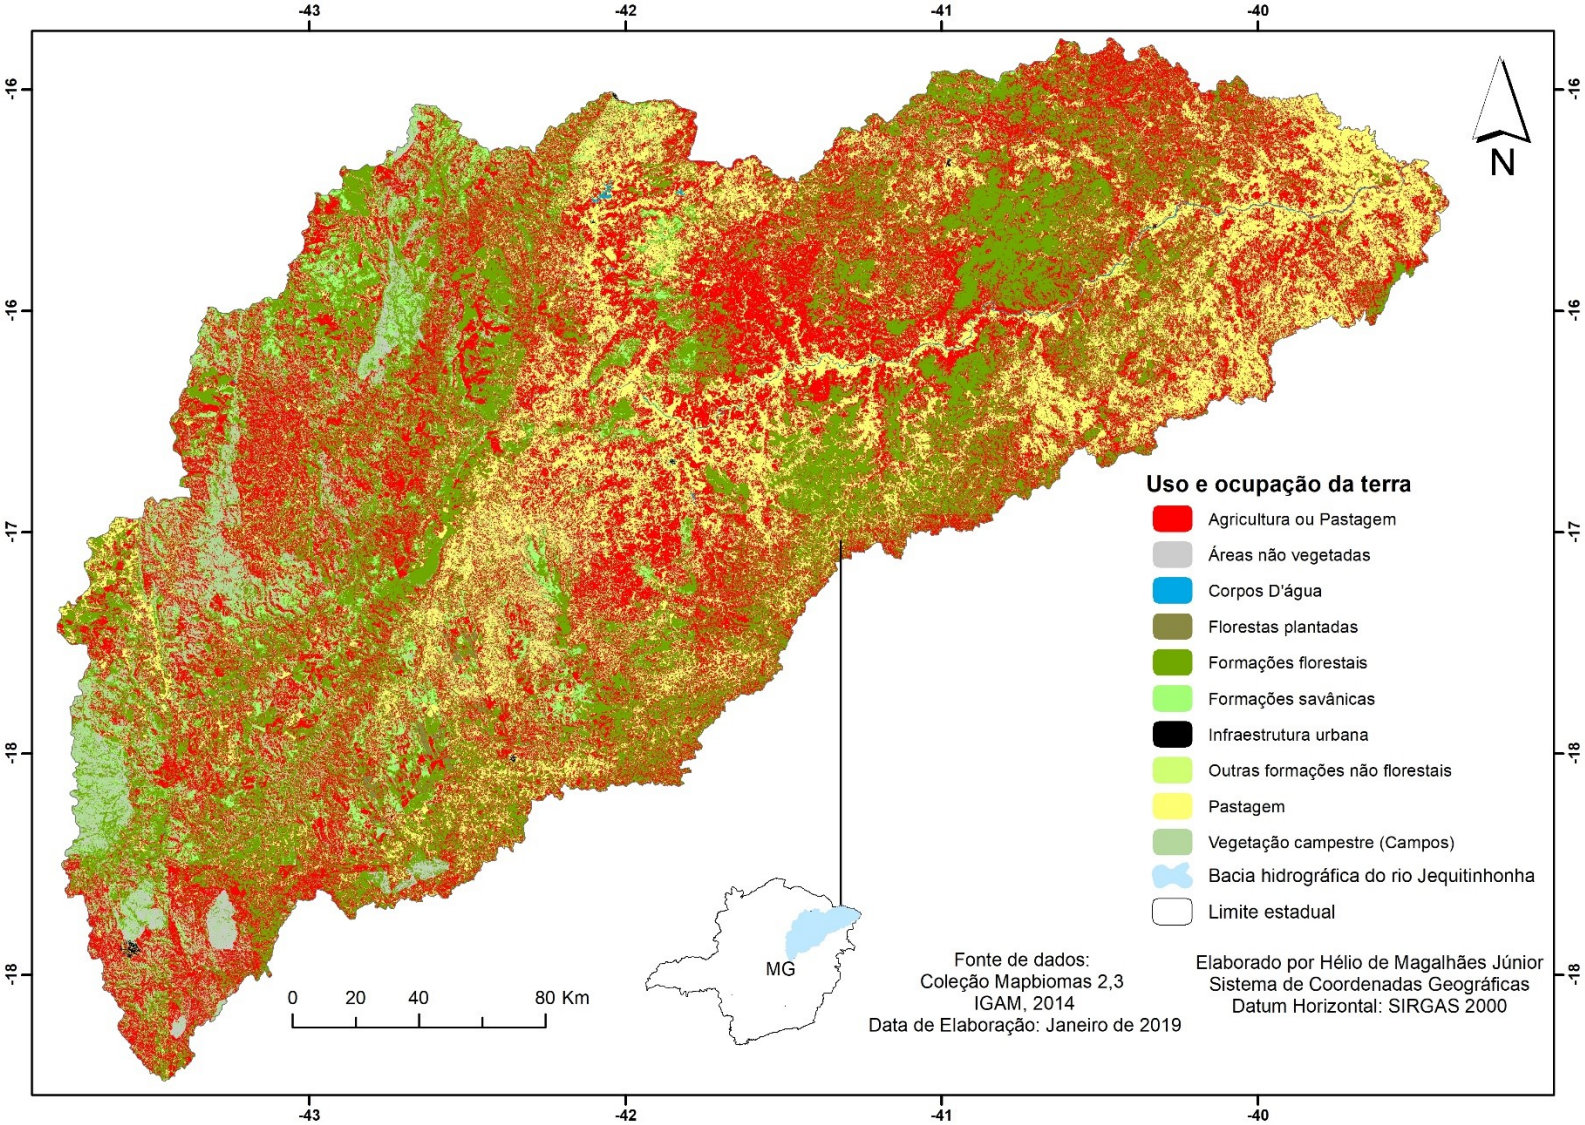 -43
-42
-41
-40
-16
-16
-16
-16
-17
-17
-18
-18
-18
-18
N
Uso e ocupação da terra
Agricultura ou Pastagem
Áreas não vegetadas
Corpos D'água
Florestas plantadas
Formações florestais
Formações savânicas
Infraestrutura urbana
Outras formações não florestais
Pastagem
Vegetação campestre (Campos)
Bacia hidrográfica do rio Jequitinhonha
Limite estadual
MG
0 20 40 80 Km
Fonte de dados:
Coleção Mapbiomas 2,3
IGAM, 2014
Data de Elaboração: Janeiro de 2019
Elaborado por Hélio de Magalhães Júnior
Sistema de Coordenadas Geográficas
Datum Horizontal: SIRGAS 2000
-43
-42
-41
-40